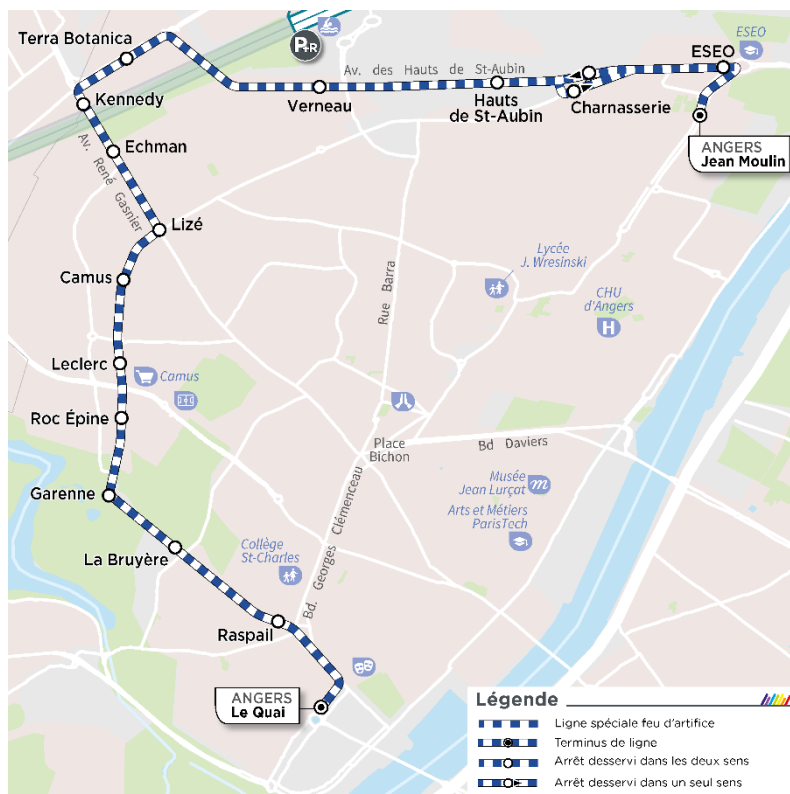 Terra Botanica
P+R
ESEO
ESEO
Av. des Hauts de St-Aubin
Kennedy
Verneau
Hauts
de St-Aubin
Charnasserie
ANGERS
Jean Moulin
Echman
Av. René Gasnier
Lizé
Lycée
J. Wresinski
Camus
Rue Barra
CHU
d'Angers
H
Leclerc
Camus
Roc Épine
Place
Bichon
Bd Daviers
Musée
Jean Lurçat
m
Garenne
Arts et Métiers
ParisTech
Bd. Georges Clémenceau
La Bruyère
Collège
St-Charles
Raspail
ANGERS
Le Quai
Légende
Ligne spéciale feu d'artifice
Terminus de ligne
Arrêt desservi dans les deux sens
Arrêt desservi dans un seul sens